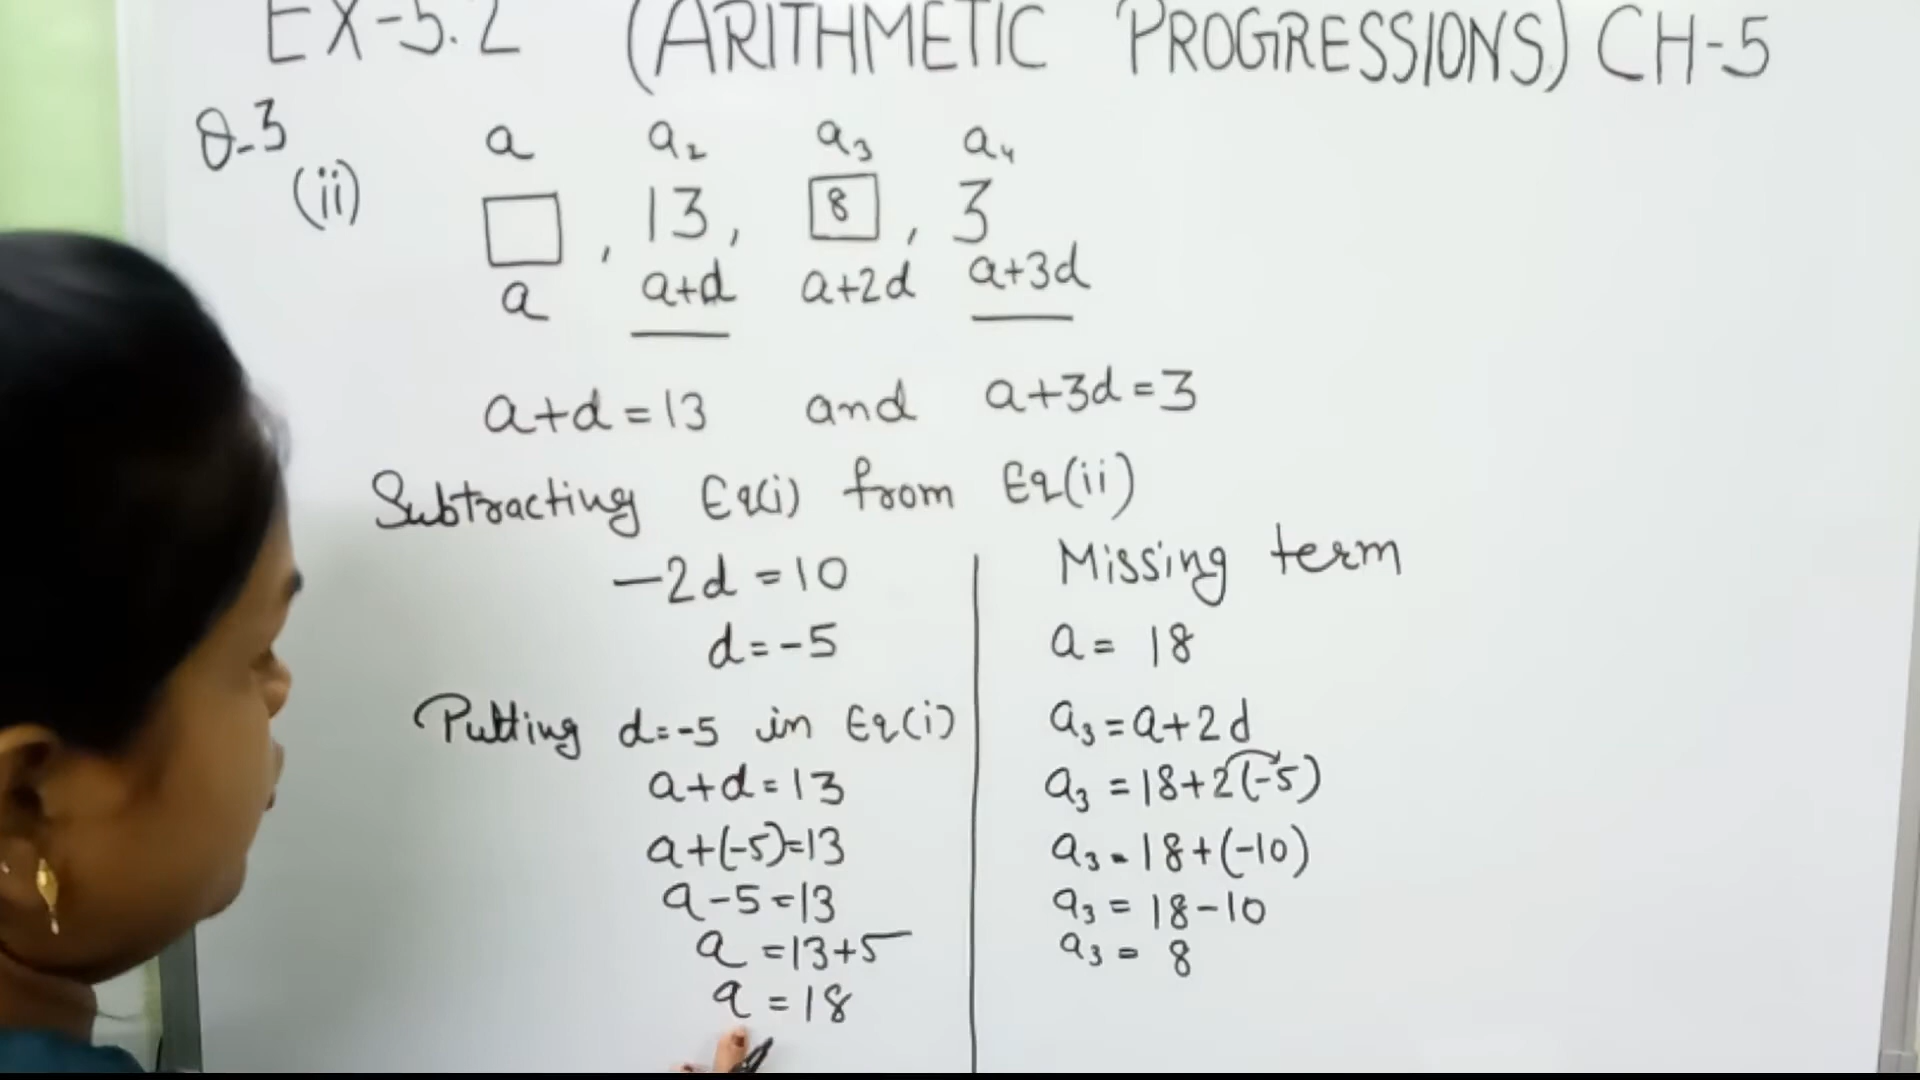 EX-5.2 (ARITHMETIC PROGRESSIONS) CH-5
Q-3
(ii)
a a₂ a₃ a₄
, 13, 8, 3
a a+d a+2d a+3d
a+d=13 and a+3d=3
Subtracting Eq(i) from Eq(ii)
-2d=10
d=-5
Putting d=-5 in Eq(i)
a+d=13
a+(-5)=13
a-5=13
a=13+5
a=18
Missing term
a= 18
a₃=a+2d
a₃=18+2(-5)
a₃=18+(-10)
a₃=18-10
a₃= 8